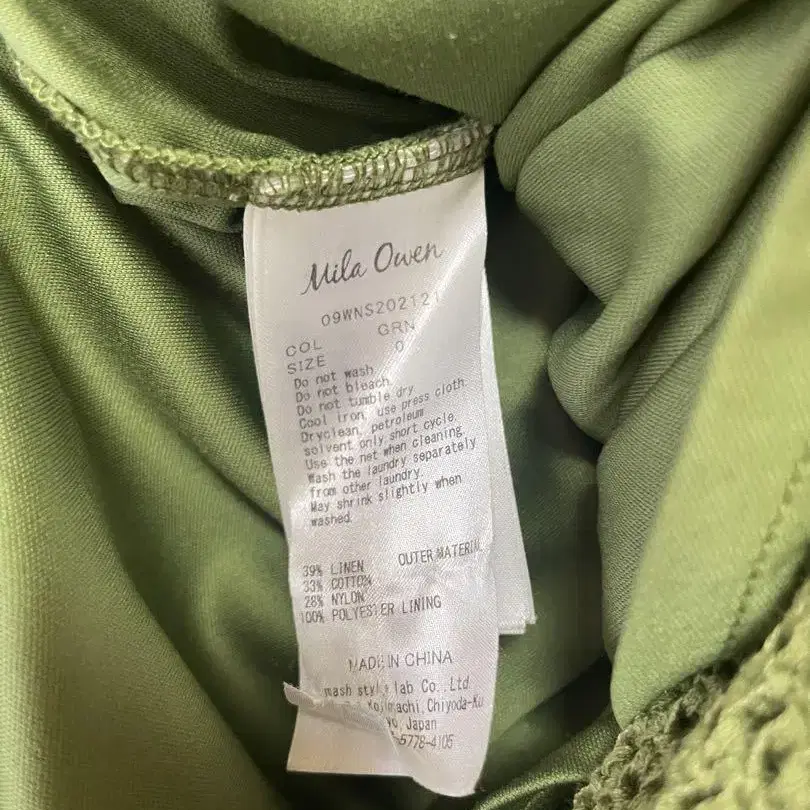 Mila Owen
09WNS202121
COL GRN
SIZE 0
Do not wash
Do not bleach
Do not tumble dry
Cool iron, use press cloth
Dryclean, petroleum
solvent only short cycle.
Use the net when cleaning
Wash the laundry separately
from other laundry.
May shrink slightly when
washed.
39% LINEN OUTER MATERIAL
33% COTTON
28% NYLON
100% POLYESTER LINING
MADE IN CHINA
mash style lab Co., Ltd
Kojimachi, Chiyoda-Ku
Japan
-5778-4105